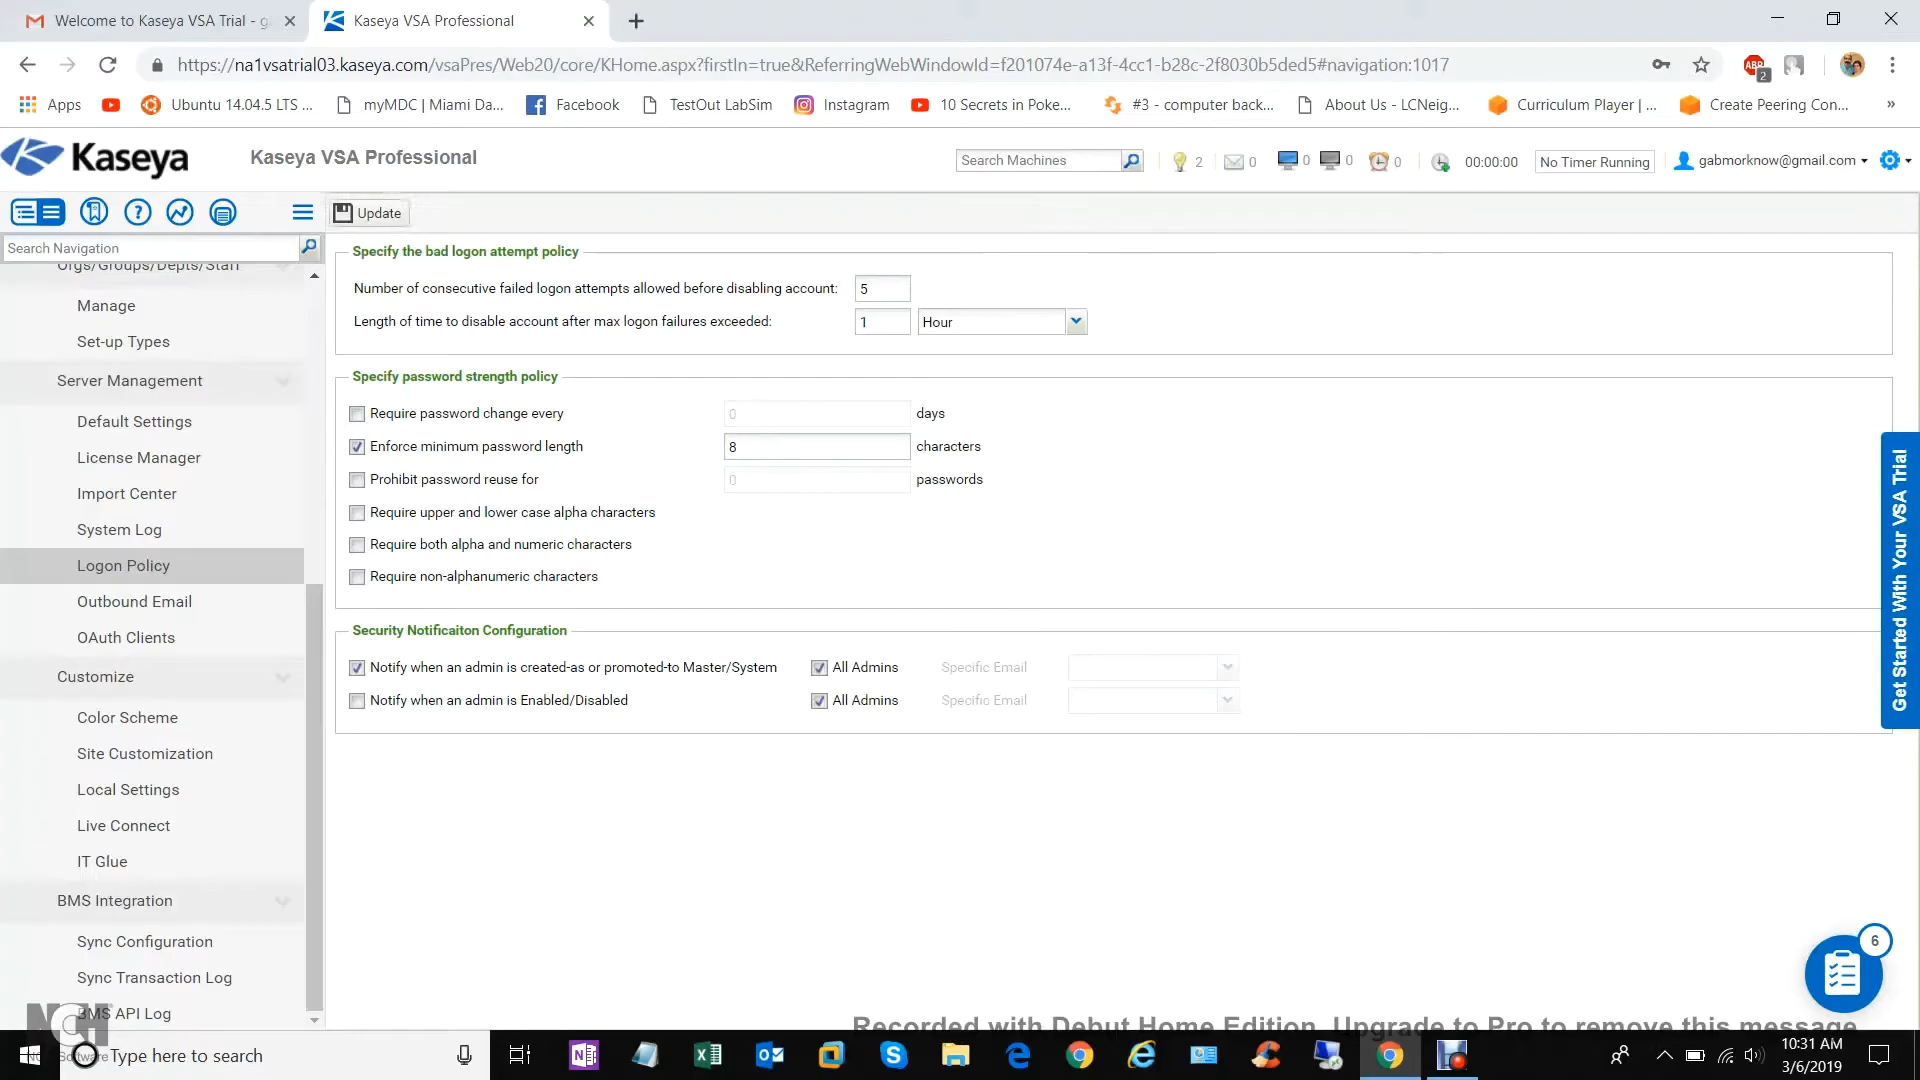 Welcome to Kaseya VSA Trial - g
Kaseya VSA Professional
https://na1vsatrial03.kaseya.com/vsaPres/Web20/core/KHome.aspx?firstIn=true&ReferringWebWindowId=f201074e-a13f-4cc1-b28c-2f8030b5ded5#navigation:1017
ABP
2
Apps
Ubuntu 14.04.5 LTS ...
myMDC | Miami Da...
Facebook
TestOut LabSim
Instagram
10 Secrets in Poke...
#3 - computer back...
About Us - LCNeig...
Curriculum Player | ...
Create Peering Con...
»
Kaseya
Kaseya VSA Professional
Search Machines
2
0
0
0
0
00:00:00
No Timer Running
gabmorknow@gmail.com
Update
Search Navigation
Orgs/Groups/Depts/Staff
Manage
Set-up Types
Server Management
Default Settings
License Manager
Import Center
System Log
Logon Policy
Outbound Email
OAuth Clients
Customize
Color Scheme
Site Customization
Local Settings
Live Connect
IT Glue
BMS Integration
Sync Configuration
Sync Transaction Log
BMS API Log
Specify the bad logon attempt policy
Number of consecutive failed logon attempts allowed before disabling account: 5
Length of time to disable account after max logon failures exceeded: 1 Hour
Specify password strength policy
Require password change every 0 days
Enforce minimum password length 8 characters
Prohibit password reuse for 0 passwords
Require upper and lower case alpha characters
Require both alpha and numeric characters
Require non-alphanumeric characters
Security Notificaiton Configuration
Notify when an admin is created-as or promoted-to Master/System All Admins Specific Email
Notify when an admin is Enabled/Disabled All Admins Specific Email
Get Started With Your VSA Trial
6
NCH
Software
Recorded with Debut Home Edition. Upgrade to Pro to remove this message
Type here to search
10:31 AM
3/6/2019